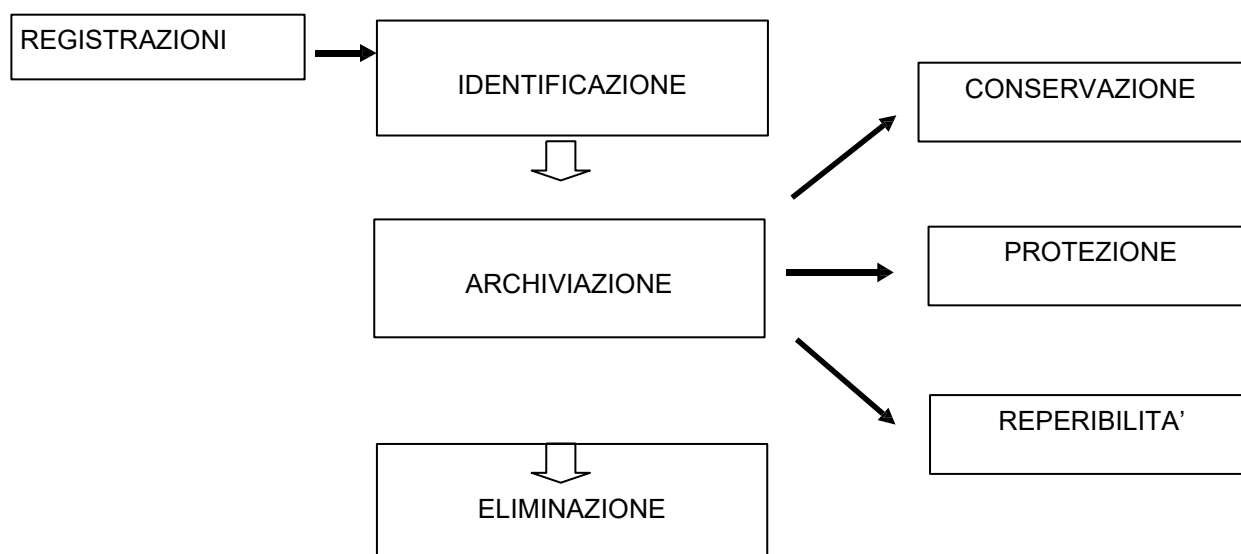 REGISTRAZIONI
IDENTIFICAZIONE
CONSERVAZIONE
ARCHIVIAZIONE
PROTEZIONE
REPERIBILITA’
ELIMINAZIONE